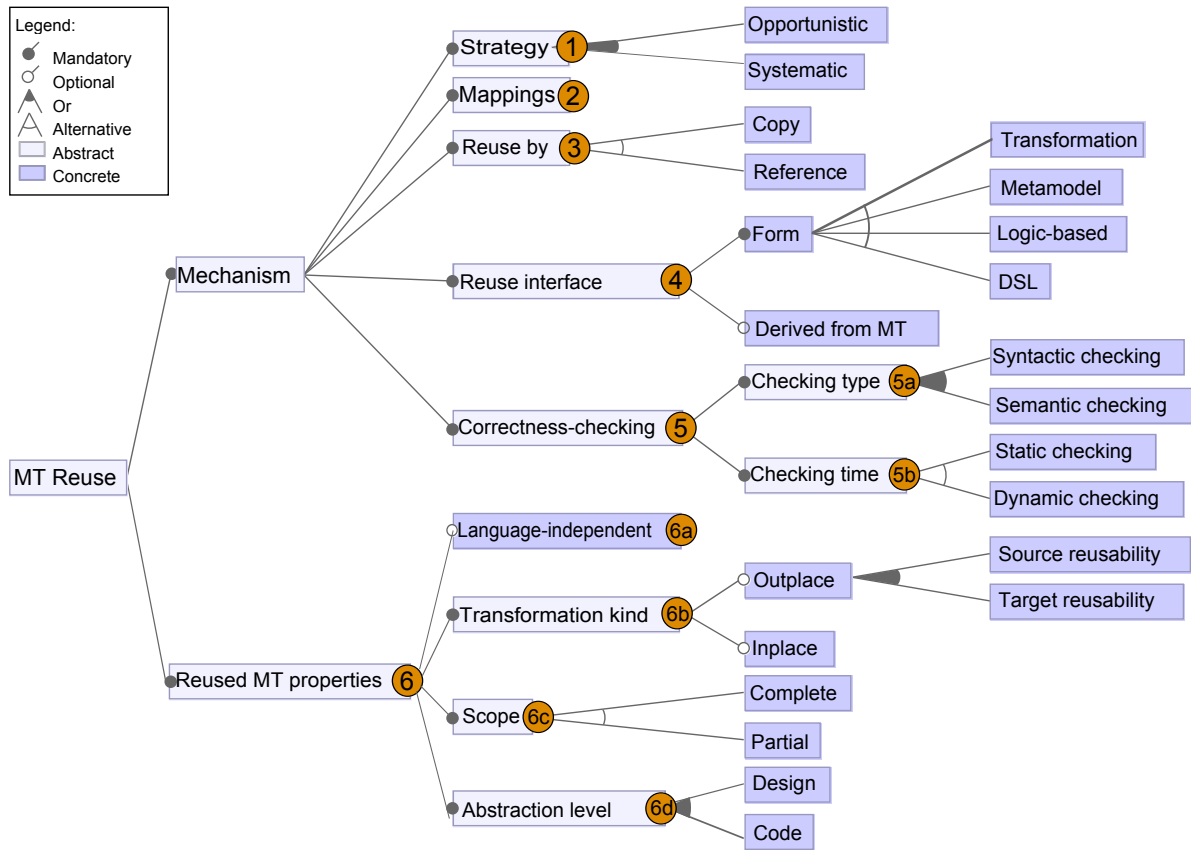 Legend:
Mandatory
Optional
Or
Alternative
Abstract
Concrete
Strategy 1
Opportunistic
Systematic
Mappings 2
Reuse by 3
Copy
Reference
Mechanism
Reuse interface 4
Form
Transformation
Metamodel
Logic-based
DSL
Derived from MT
Correctness-checking 5
Checking type 5a
Syntactic checking
Semantic checking
Checking time 5b
Static checking
Dynamic checking
MT Reuse
Reused MT properties 6
Language-independent 6a
Transformation kind 6b
Outplace
Source reusability
Target reusability
Inplace
Scope 6c
Complete
Partial
Abstraction level 6d
Design
Code